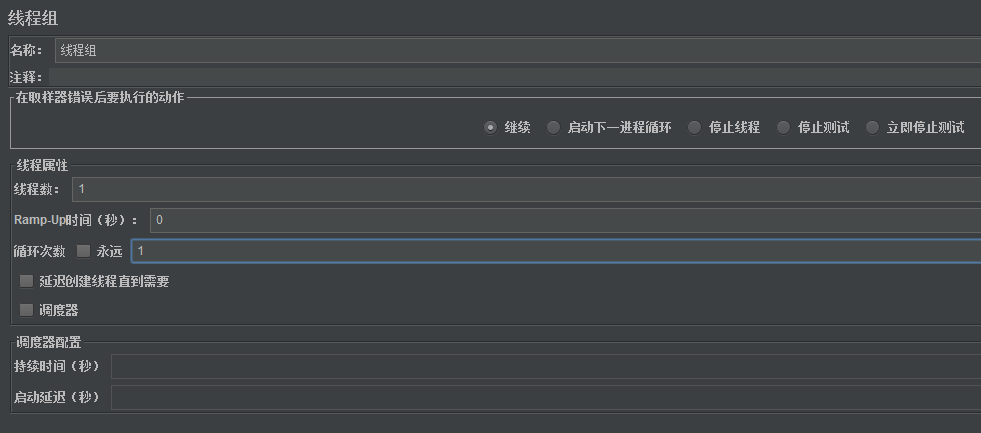 线程组
名称： 线程组
注释：
在取样器错误后要执行的动作
继续 启动下一进程循环 停止线程 停止测试 立即停止测试
线程属性
线程数： 1
Ramp-Up时间（秒）： 0
循环次数 永远 1
延迟创建线程直到需要
调度器
调度器配置
持续时间（秒）
启动延迟（秒）